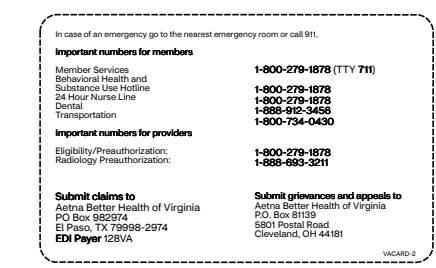 In case of an emergency go to the nearest emergency room or call 911.
Important numbers for members
Member Services 1-800-279-1878 (TTY 711)
Behavioral Health and
Substance Use Hotline 1-800-279-1878
24 Hour Nurse Line 1-800-279-1878
Dental 1-888-912-3456
Transportation 1-800-734-0430
Important numbers for providers
Eligibility/Preauthorization: 1-800-279-1878
Radiology Preauthorization: 1-888-693-3211
Submit claims to
Aetna Better Health of Virginia
PO Box 982974
El Paso, TX 79998-2974
EDI Payer 128VA
Submit grievances and appeals to
Aetna Better Health of Virginia
P.O. Box 81139
5801 Postal Road
Cleveland, OH 44181
VACARD-2